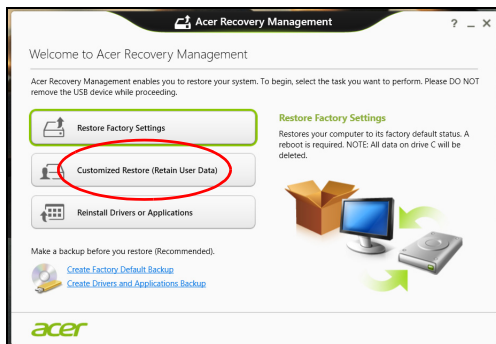 Acer Recovery Management
? _ X
Welcome to Acer Recovery Management
Acer Recovery Management enables you to restore your system. To begin, select the task you want to perform. Please DO NOT
remove the USB device while proceeding.
Restore Factory Settings
Customized Restore (Retain User Data)
Reinstall Drivers or Applications
Restore Factory Settings
Restores your computer to its factory default status. A
reboot is required. NOTE: All data on drive C will be
deleted.
Make a backup before you restore (Recommended).
Create Factory Default Backup
Create Drivers and Applications Backup
acer